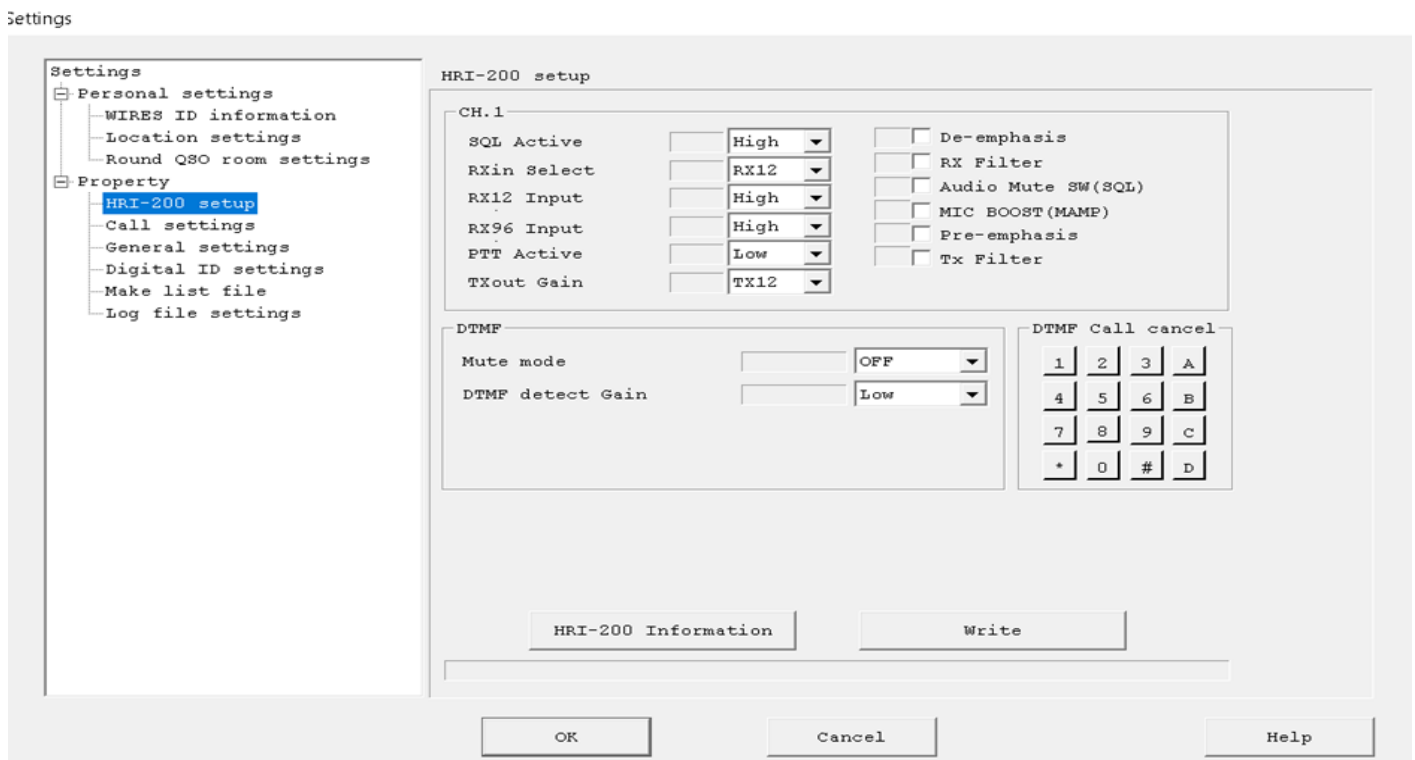 Settings
Settings
Personal settings
WIRES ID information
Location settings
Round QSO room settings
Property
HRI-200 setup
Call settings
General settings
Digital ID settings
Make list file
Log file settings
HRI-200 setup
CH.1
SQL Active High
RXin Select RX12
RX12 Input High
RX96 Input High
PTT Active Low
TXout Gain TX12
De-emphasis
RX Filter
Audio Mute SW(SQL)
MIC BOOST(MAMP)
Pre-emphasis
Tx Filter
DTMF
Mute mode OFF
DTMF detect Gain Low
DTMF Call cancel
1 2 3 A
4 5 6 B
7 8 9 C
* 0 # D
HRI-200 Information Write
OK Cancel Help